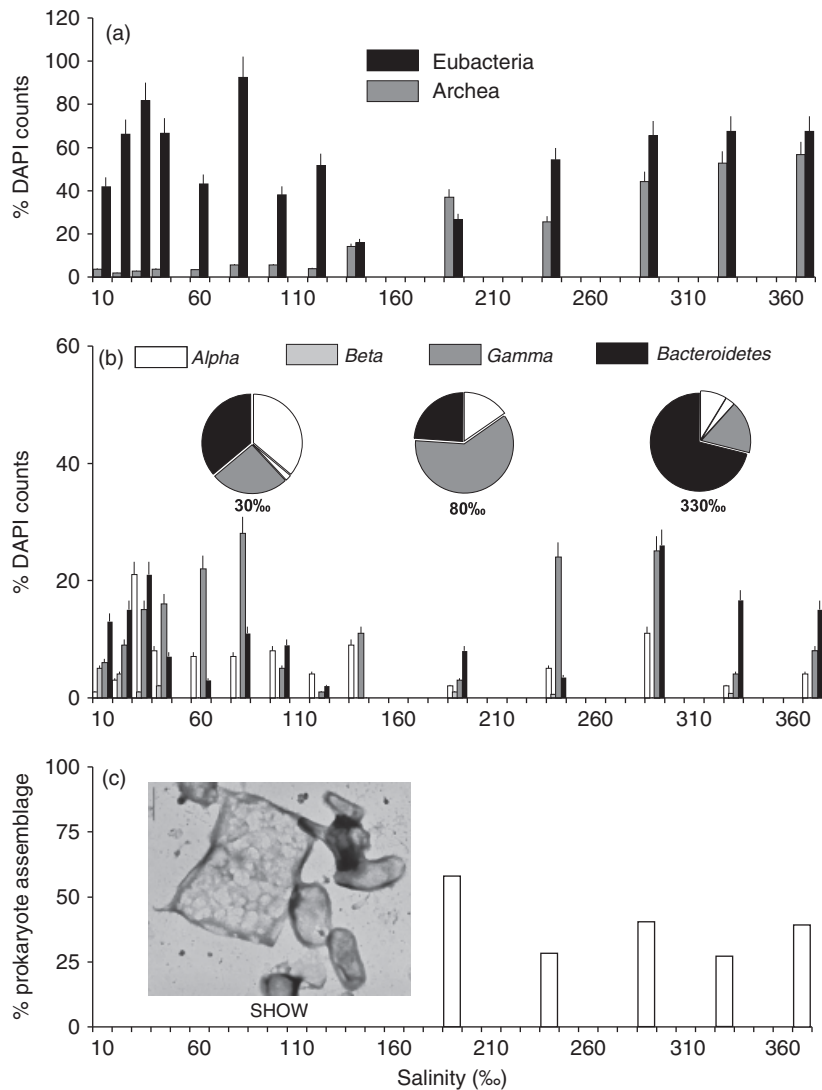 120
(a)
100
Eubacteria
80
Archea
60
40
20
0
% DAPI counts
10 60 110 160 210 260 310 360
60
(b)
Alpha Beta Gamma Bacteroidetes
40
30‰ 80‰ 330‰
20
0
% DAPI counts
10 60 110 160 210 260 310 360
100
(c)
75
50
25
0
% prokaryote assemblage
SHOW
10 60 110 160 210 260 310 360
Salinity (‰)